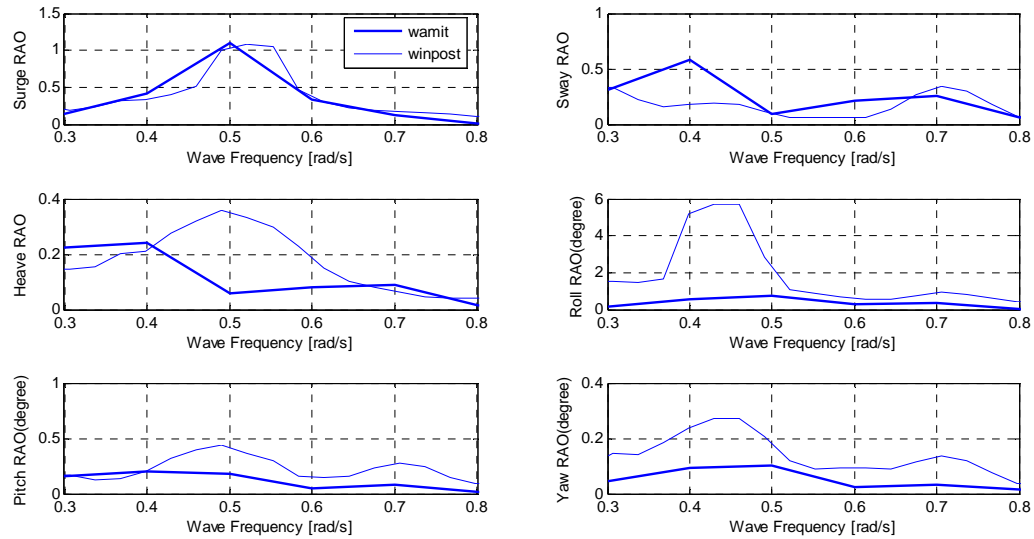 Surge RAO
1.5
1
0.5
0
0.3 0.4 0.5 0.6 0.7 0.8
Wave Frequency [rad/s]
wamit
winpost
Sway RAO
1
0.5
0
0.3 0.4 0.5 0.6 0.7 0.8
Wave Frequency [rad/s]
Heave RAO
0.4
0.2
0
0.3 0.4 0.5 0.6 0.7 0.8
Wave Frequency [rad/s]
Roll RAO(degree)
6
4
2
0
0.3 0.4 0.5 0.6 0.7 0.8
Wave Frequency [rad/s]
Pitch RAO(degree)
1
0.5
0
0.3 0.4 0.5 0.6 0.7 0.8
Wave Frequency [rad/s]
Yaw RAO(degree)
0.4
0.2
0
0.3 0.4 0.5 0.6 0.7 0.8
Wave Frequency [rad/s]